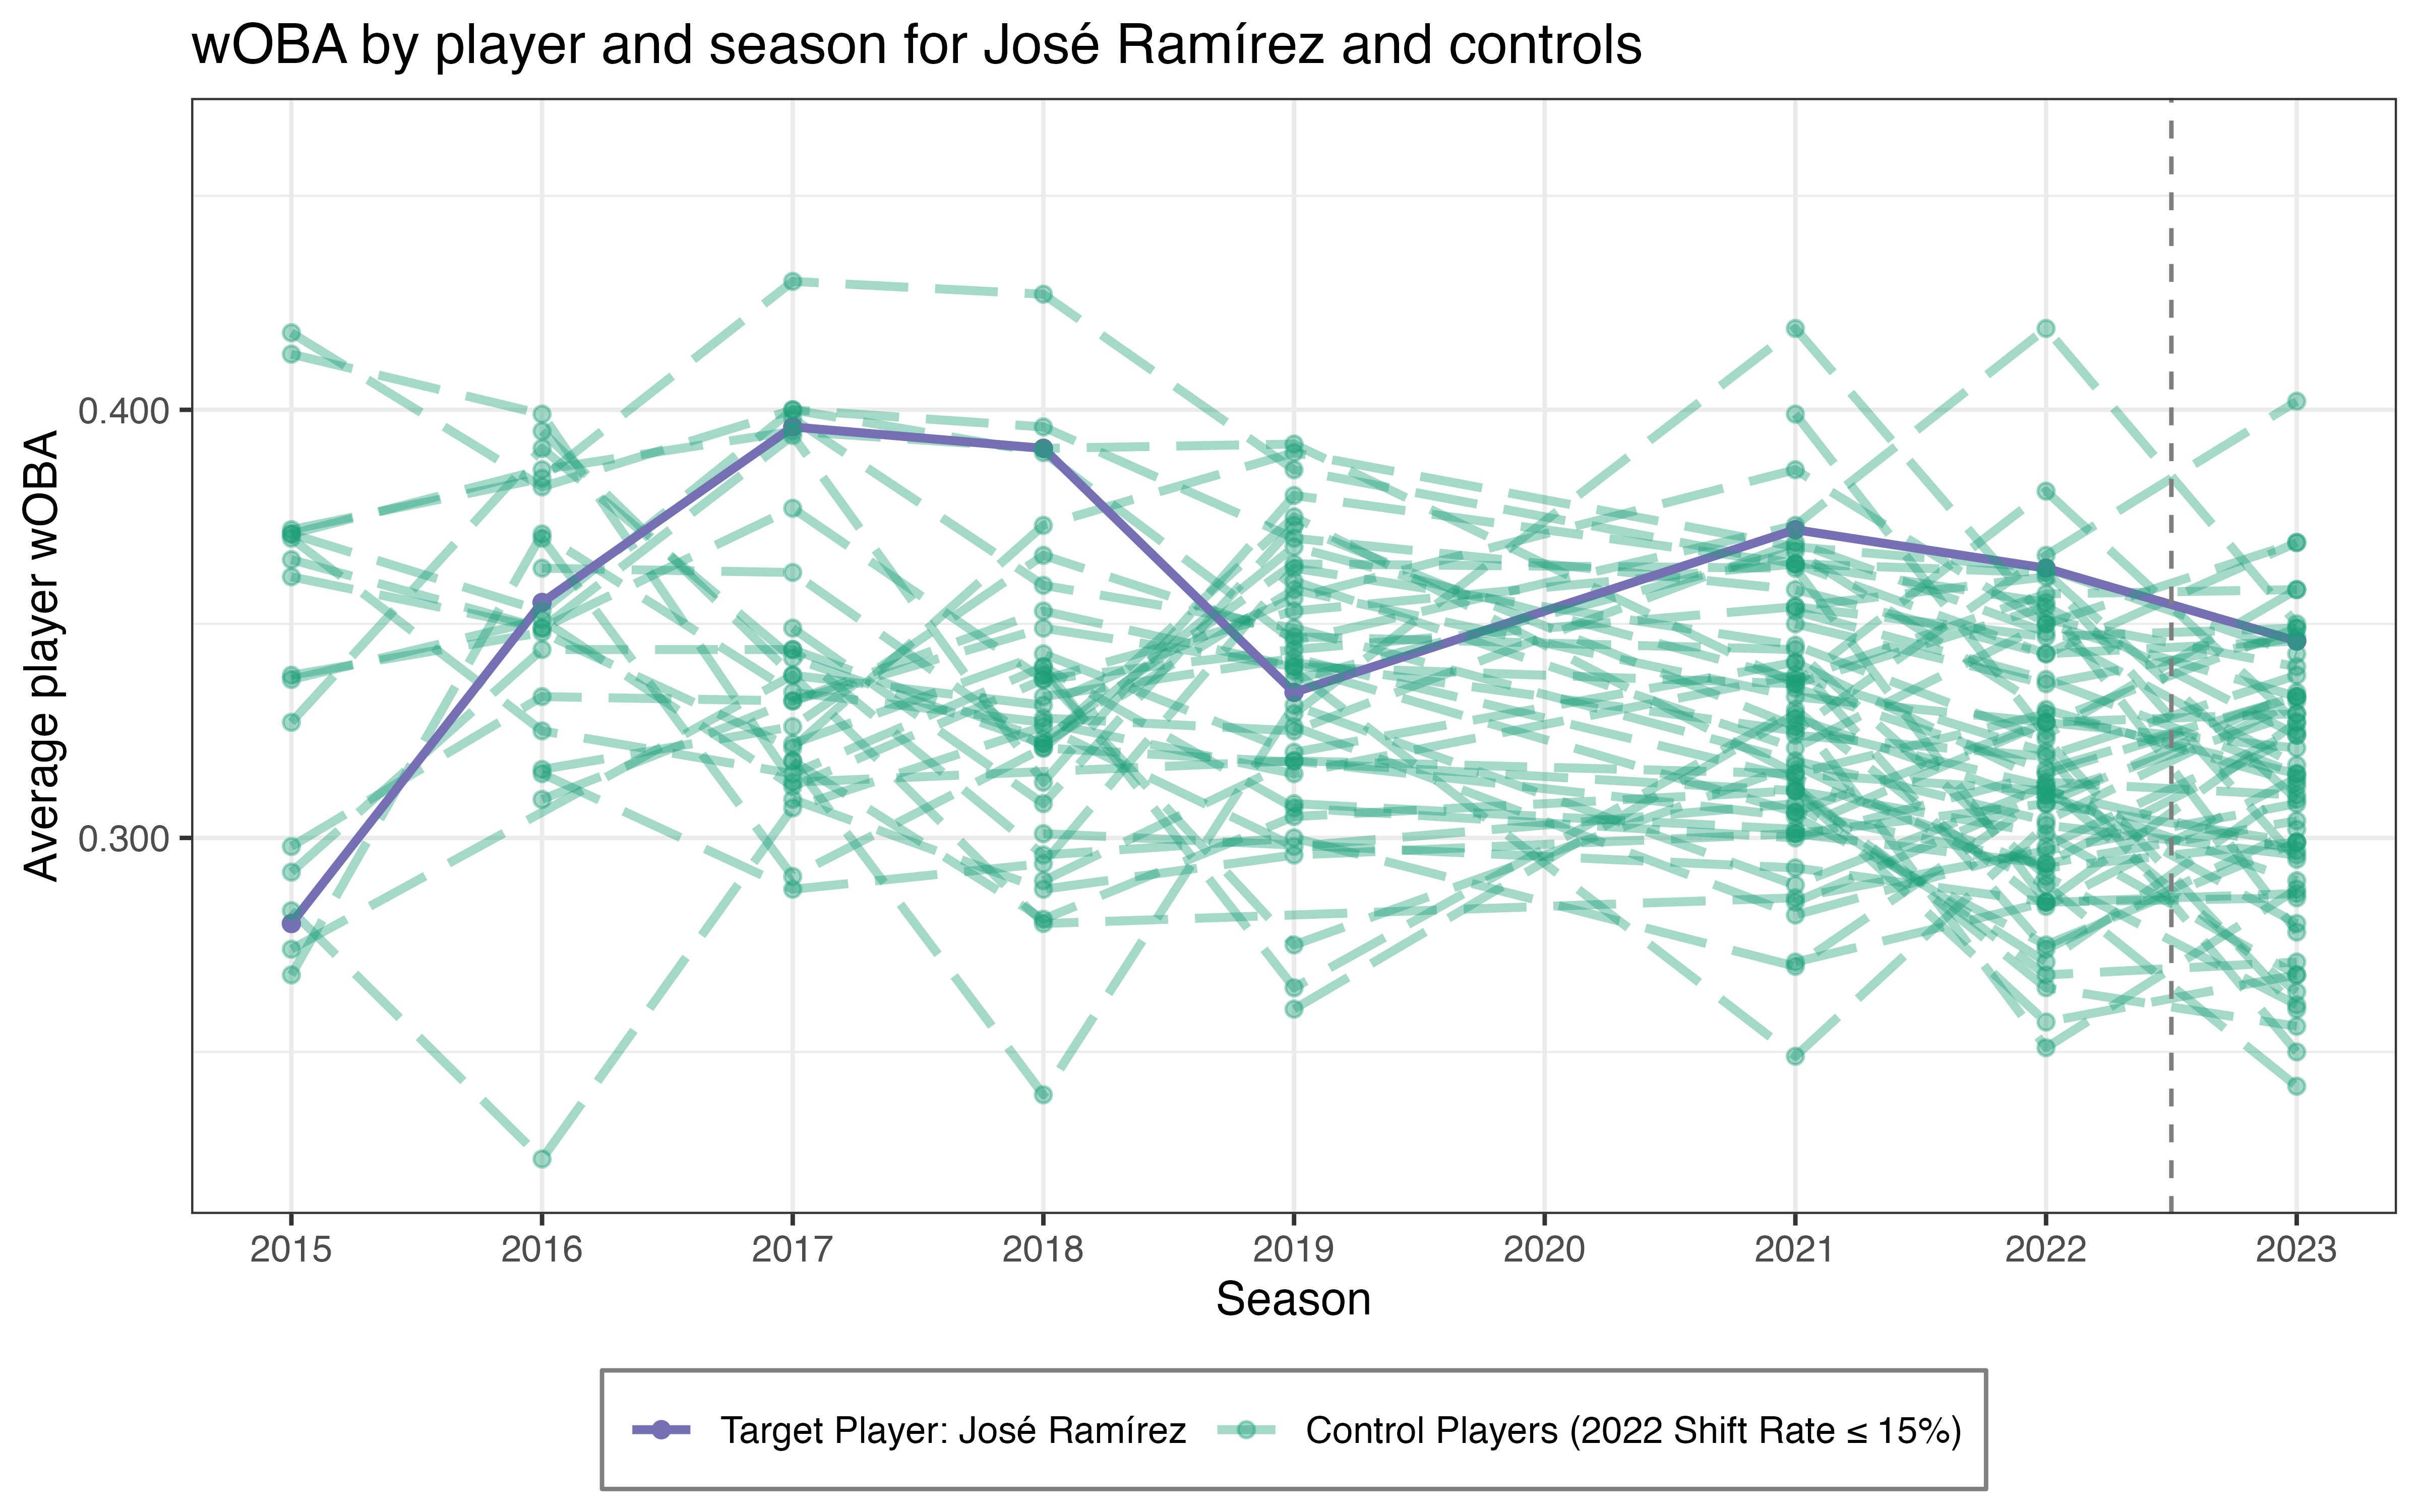 wOBA by player and season for José Ramírez and controls
Average player wOBA
0.400
0.300
2015 2016 2017 2018 2019 2020 2021 2022 2023
Season
Target Player: José Ramírez Control Players (2022 Shift Rate ≤ 15%)